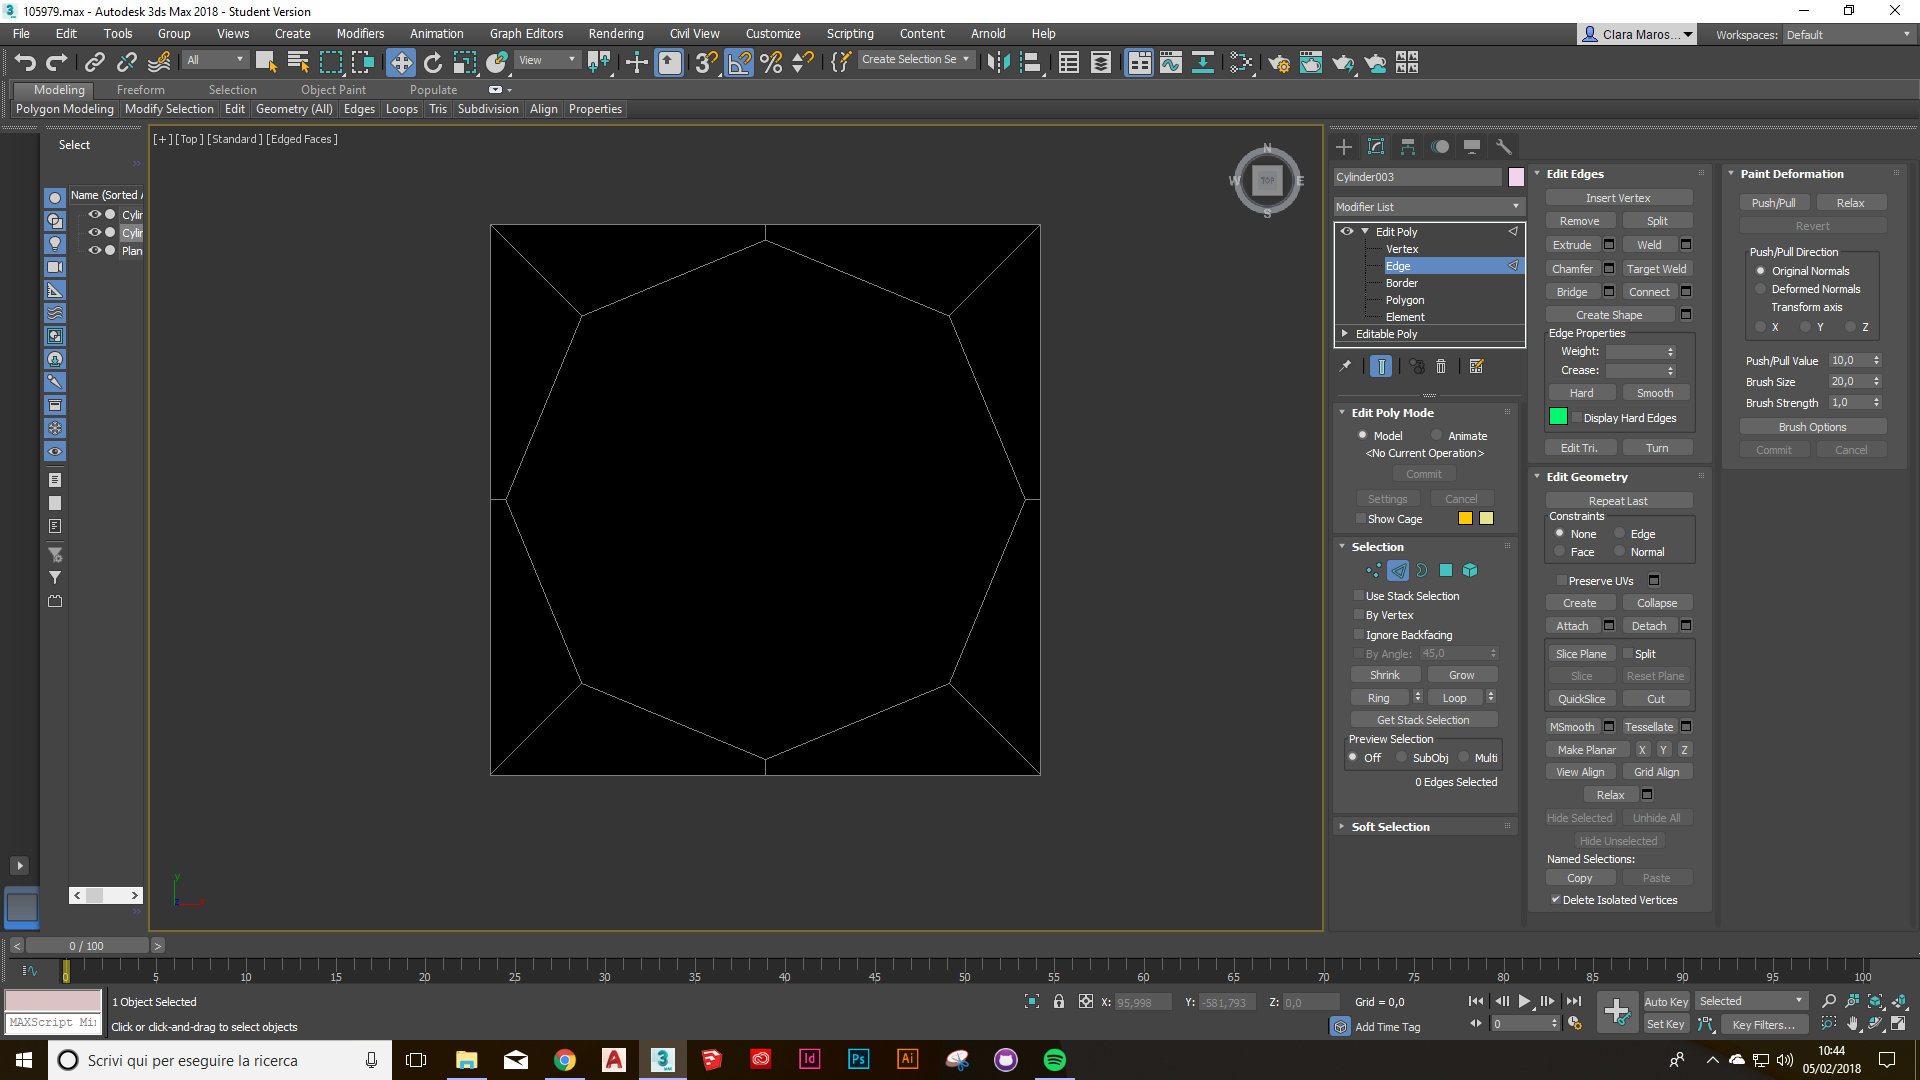 105979.max - Autodesk 3ds Max 2018 - Student Version
File Edit Tools Group Views Create Modifiers Animation Graph Editors Rendering Civil View Customize Scripting Content Arnold Help
Clara Maros... Workspaces: Default
All View Create Selection Se
Modeling Freeform Selection Object Paint Populate
Polygon Modeling Modify Selection Edit Geometry (All) Edges Loops Tris Subdivision Align Properties
Select
Name (Sorted A
Cylin
Cylin
Plan
[+] [Top ] [Standard ] [Edged Faces ]
N
W TOP E
S
y
Cylinder003
Modifier List
Edit Poly
Vertex
Edge
Border
Polygon
Element
Editable Poly
Edit Poly Mode
Model Animate
<No Current Operation>
Commit
Settings Cancel
Show Cage
Selection
Use Stack Selection
By Vertex
Ignore Backfacing
By Angle: 45,0
Shrink Grow
Ring Loop
Get Stack Selection
Preview Selection
Off SubObj Multi
0 Edges Selected
Soft Selection
Edit Edges
Insert Vertex
Remove Split
Extrude Weld
Chamfer Target Weld
Bridge Connect
Create Shape
Edge Properties
Weight:
Crease:
Hard Smooth
Display Hard Edges
Edit Tri. Turn
Edit Geometry
Repeat Last
Constraints
None Edge
Face Normal
Preserve UVs
Create Collapse
Attach Detach
Slice Plane Split
Slice Reset Plane
QuickSlice Cut
MSmooth Tessellate
Make Planar X Y Z
View Align Grid Align
Relax
Hide Selected Unhide All
Hide Unselected
Named Selections:
Copy Paste
Delete Isolated Vertices
Paint Deformation
Push/Pull Relax
Revert
Push/Pull Direction
Original Normals
Deformed Normals
Transform axis
X Y Z
Push/Pull Value 10,0
Brush Size 20,0
Brush Strength 1,0
Brush Options
Commit Cancel
< 0 / 100 >
0 5 10 15 20 25 30 35 40 45 50 55 60 65 70 75 80 85 90 95 100
1 Object Selected
X: 95,998 Y: -581,793 Z: 0,0 Grid = 0,0
Auto Key Selected
MAXScript Mi
Click or click-and-drag to select objects
Add Time Tag
0
Set Key Key Filters...
Scrivi qui per eseguire la ricerca
10:44
05/02/2018